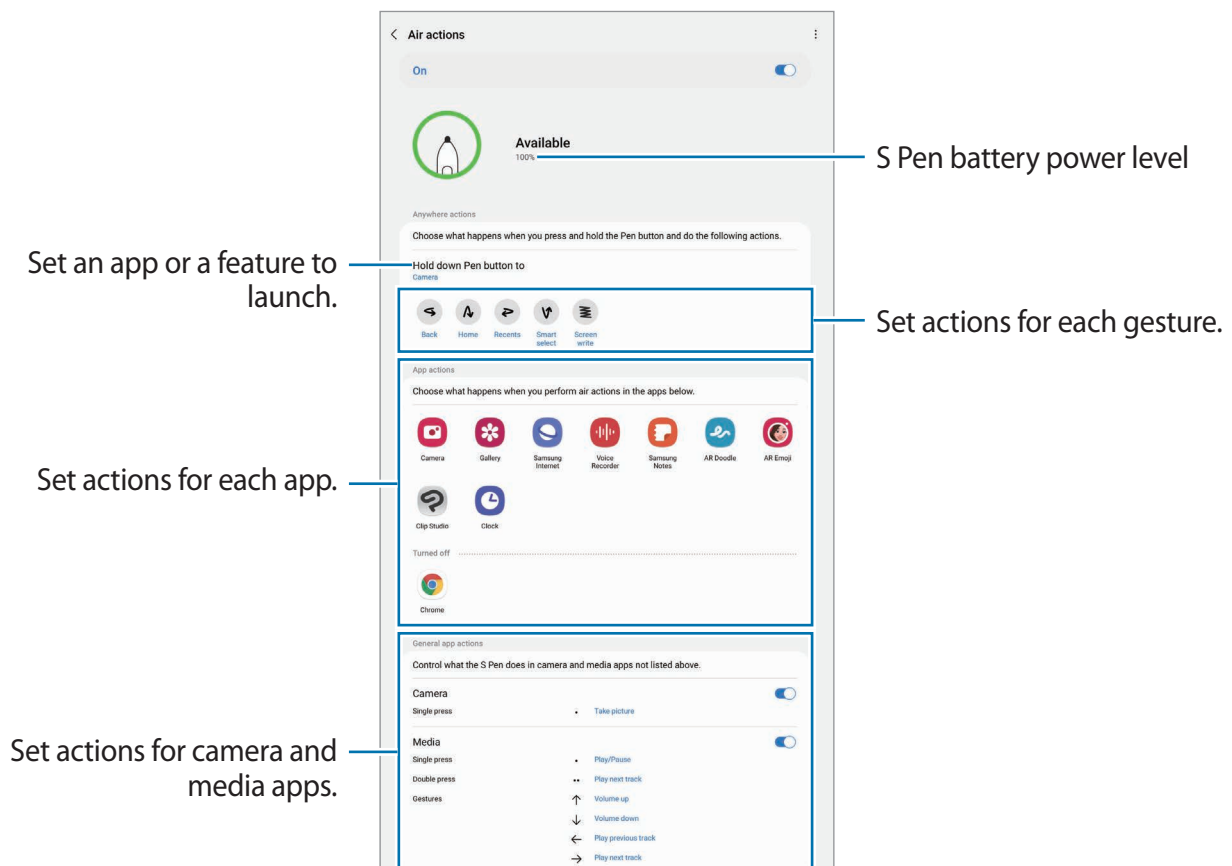 Air actions
On
Available
100%
S Pen battery power level
Anywhere actions
Choose what happens when you press and hold the Pen button and do the following actions.
Set an app or a feature to
launch.
Hold down Pen button to
Camera
Back Home Recents Smart select Screen write
Set actions for each gesture.
App actions
Choose what happens when you perform air actions in the apps below.
Camera Gallery Samsung Internet Voice Recorder Samsung Notes AR Doodle AR Emoji
Set actions for each app.
Clip Studio Clock
Turned off
Chrome
General app actions
Control what the S Pen does in camera and media apps not listed above.
Camera
Single press Take picture
Set actions for camera and
media apps.
Media
Single press Play/Pause
Double press Play next track
Gestures Volume up
Volume down
Play previous track
Play next track